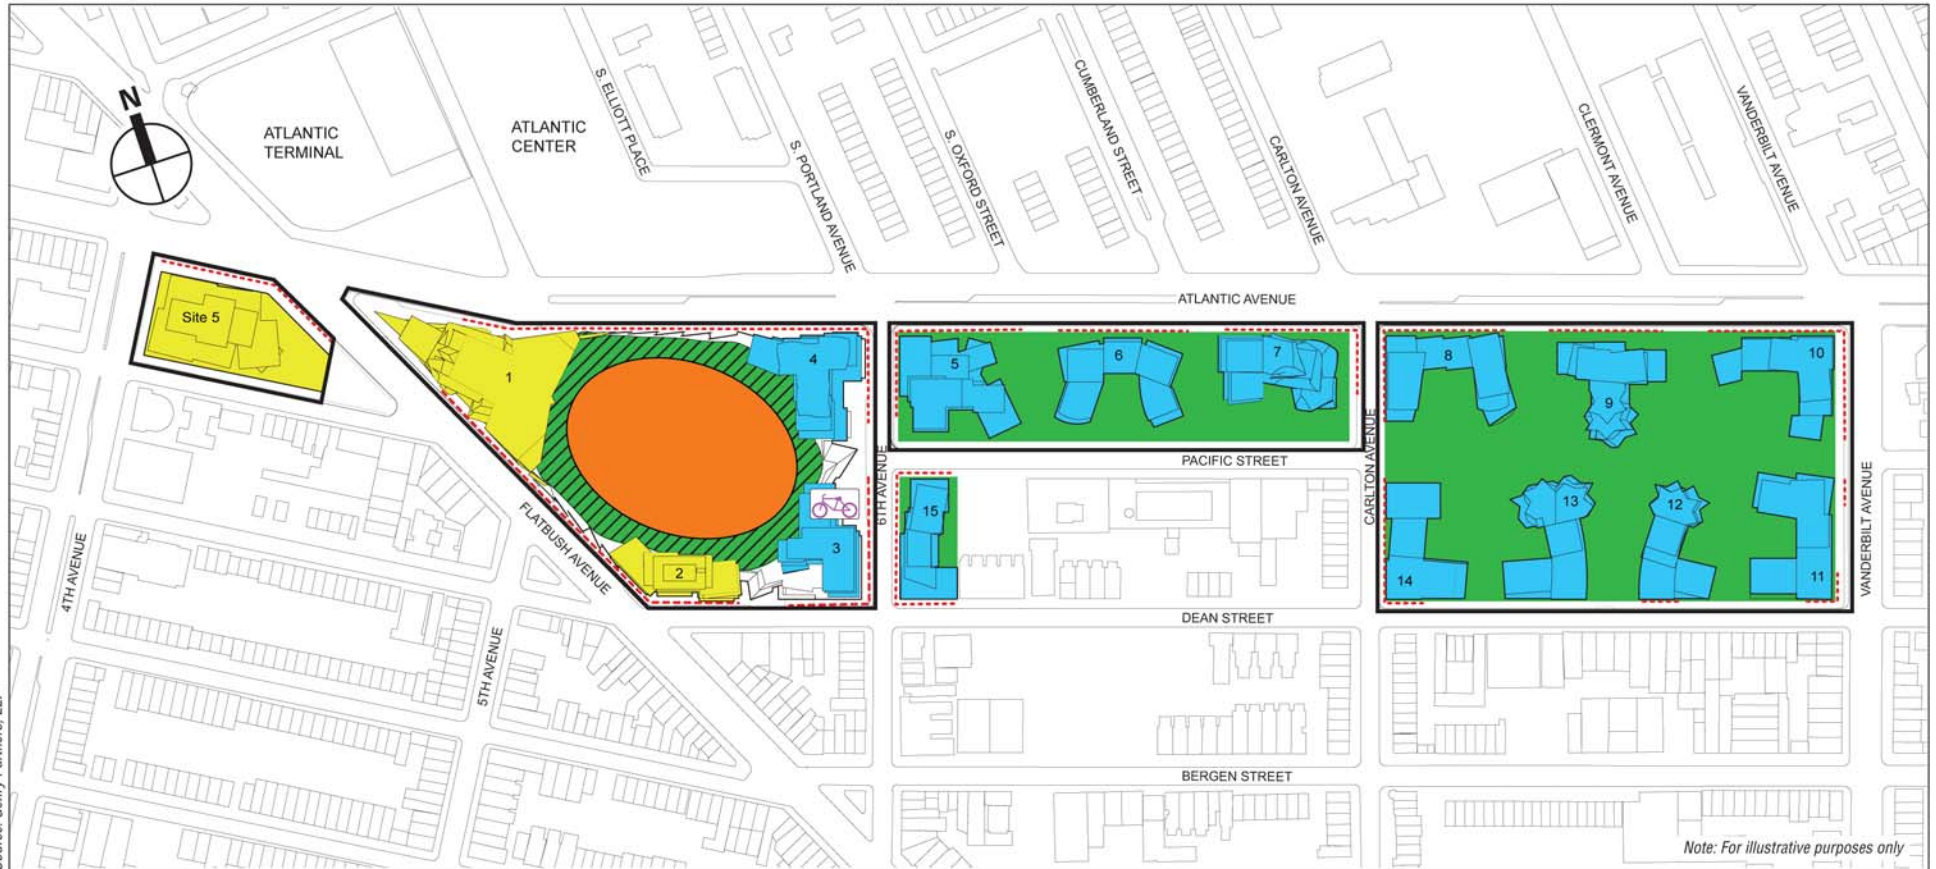 N
ATLANTIC
TERMINAL
ATLANTIC
CENTER
S. ELLIOTT PLACE
S. PORTLAND AVENUE
S. OXFORD STREET
CUMBERLAND STREET
CARLTON AVENUE
CLERMONT AVENUE
VANDERBILT AVENUE
ATLANTIC AVENUE
Site 5
1
4
5
6
7
8
9
10
6TH AVENUE
CARLTON AVENUE
PACIFIC STREET
VANDERBILT AVENUE
15
13
12
3
2
14
11
FLATBUSH AVENUE
4TH AVENUE
5TH AVENUE
DEAN STREET
BERGEN STREET
Note: For illustrative purposes only